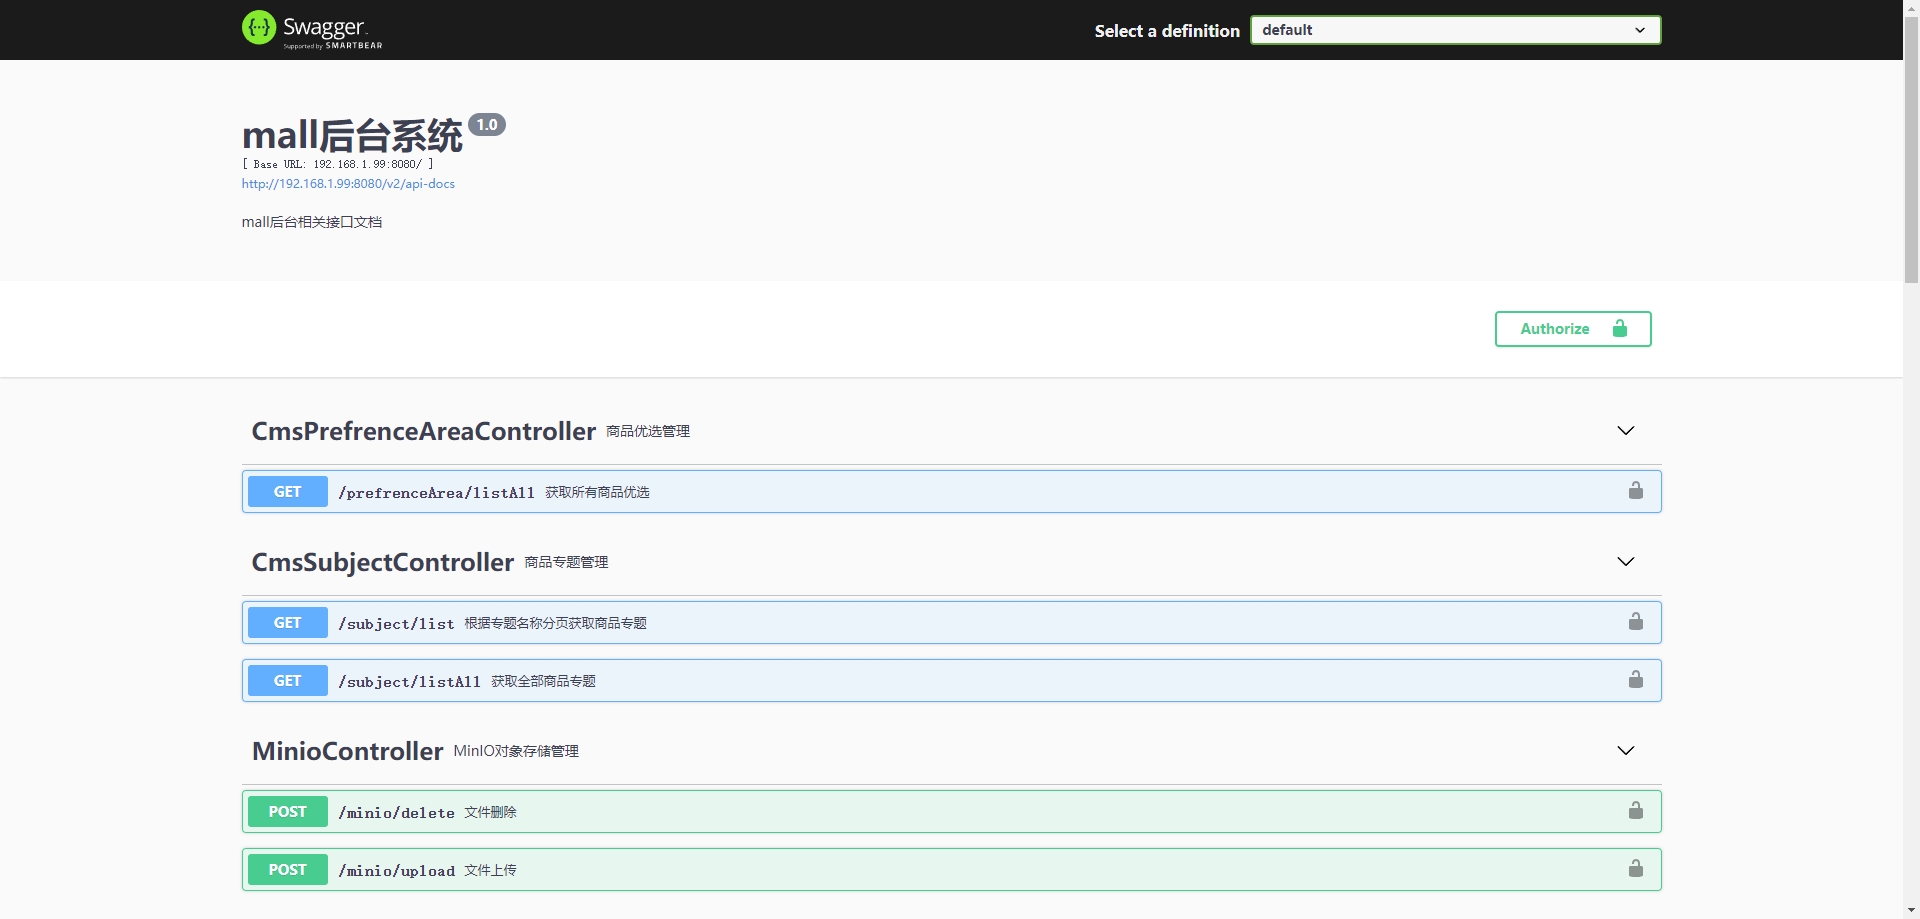 {···} Swagger.
Supported by SMARTBEAR
Select a definition default
mall后台系统 1.0
[ Base URL: 192.168.1.99:8080/ ]
http://192.168.1.99:8080/v2/api-docs
mall后台相关接口文档
Authorize
CmsPrefrenceAreaController 商品优选管理
GET /prefrenceArea/listAll 获取所有商品优选
CmsSubjectController 商品专题管理
GET /subject/list 根据专题名称分页获取商品专题
GET /subject/listAll 获取全部商品专题
MinioController MinIO对象存储管理
POST /minio/delete 文件删除
POST /minio/upload 文件上传